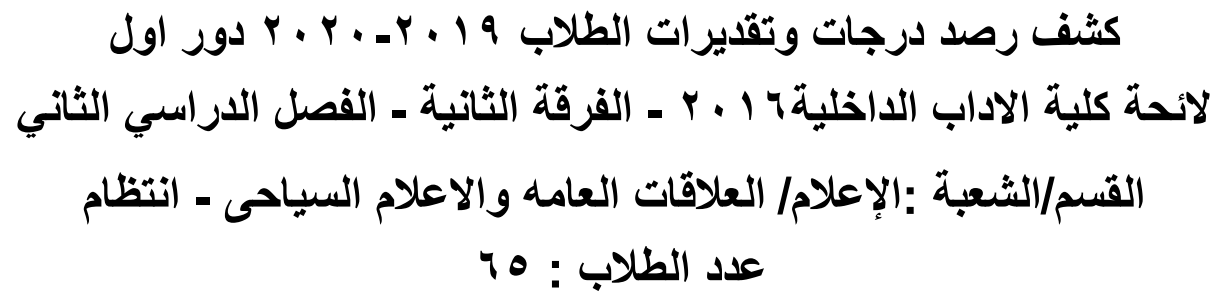 كشف رصد درجات وتقديرات الطلاب ٢٠١٩-٢٠٢٠ دور اول
لائحة كلية الاداب الداخلية٢٠١٦ - الفرقة الثانية - الفصل الدراسي الثاني
القسم/الشعبة :الإعلام/ العلاقات العامه والاعلام السياحى - انتظام
عدد الطلاب : ٦٥